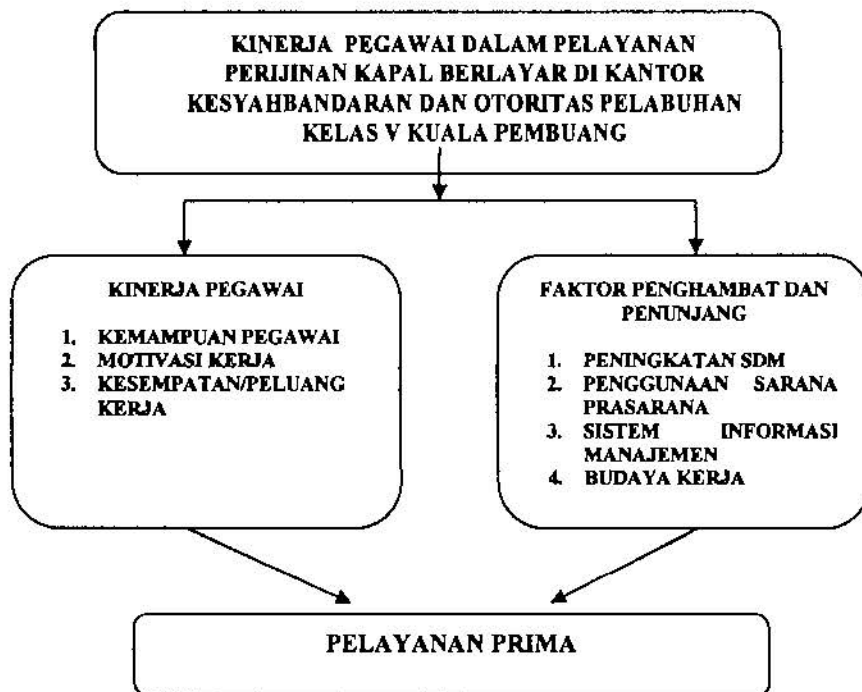 KINERJA PEGAWAI DALAM PELAYANAN
PERIJINAN KAPAL BERLAYAR DI KANTOR
KESYAHBANDARAN DAN OTORITAS PELABUHAN
KELAS V KUALA PEMBUANG
KINERJA PEGAWAI
1. KEMAMPUAN PEGAWAI
2. MOTIVASI KERJA
3. KESEMPATAN/PELUANG
KERJA
FAKTOR PENGHAMBAT DAN
PENUNJANG
1. PENINGKATAN SDM
2. PENGGUNAAN SARANA
PRASARANA
3. SISTEM INFORMASI
MANAJEMEN
4. BUDAYA KERJA
PELAYANAN PRIMA